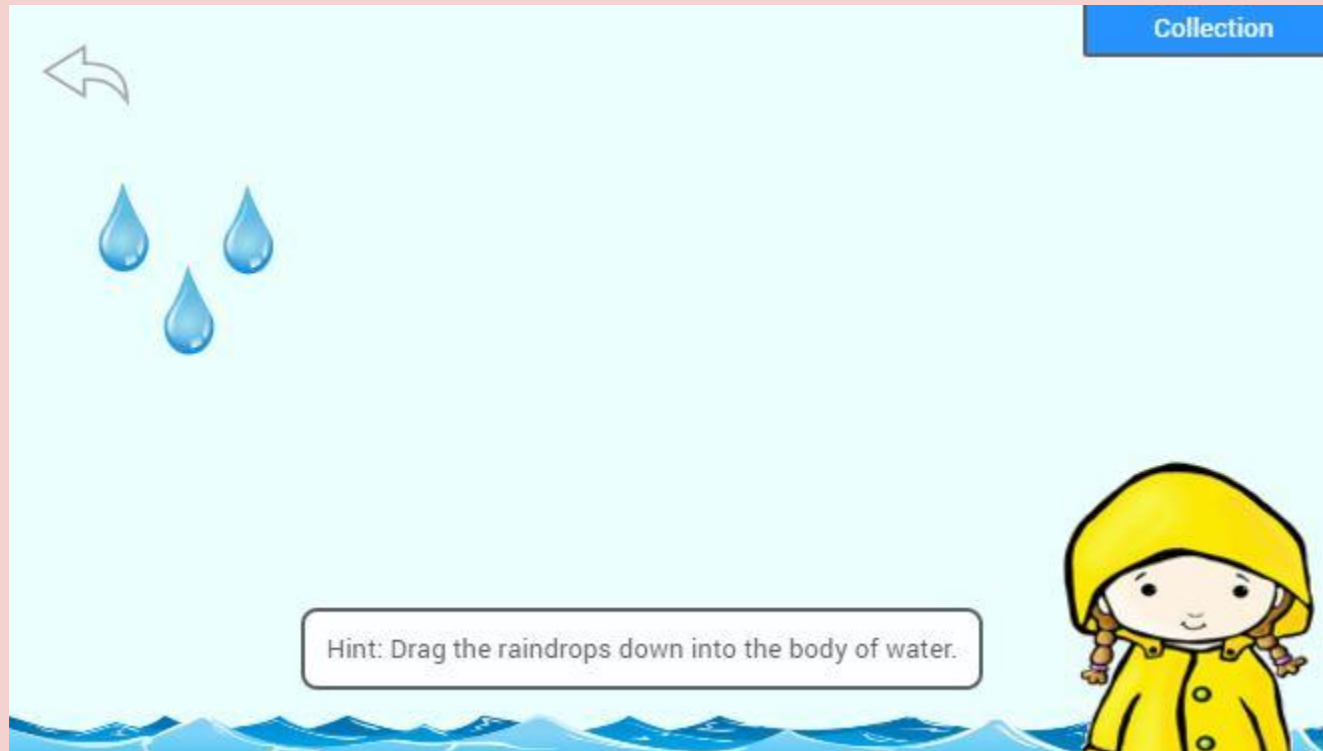 Collection
Hint: Drag the raindrops down into the body of water.